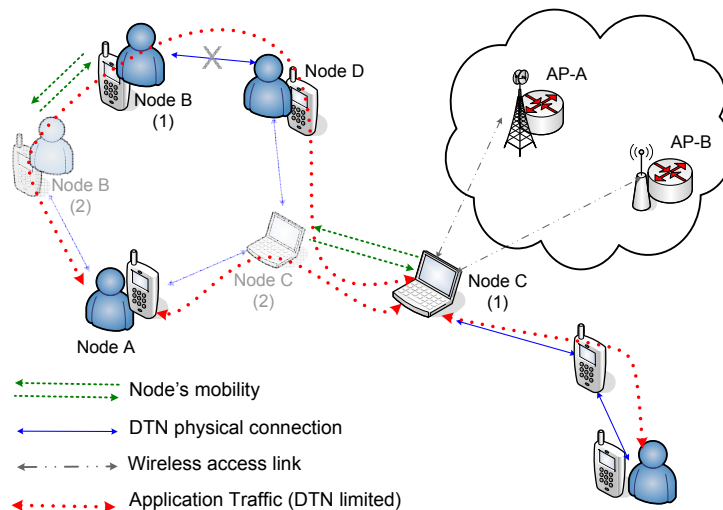 Node B
(1)
Node D
AP-A
AP-B
Node B
(2)
Node C
(2)
Node C
(1)
Node A
Node's mobility
DTN physical connection
Wireless access link
Application Traffic (DTN limited)